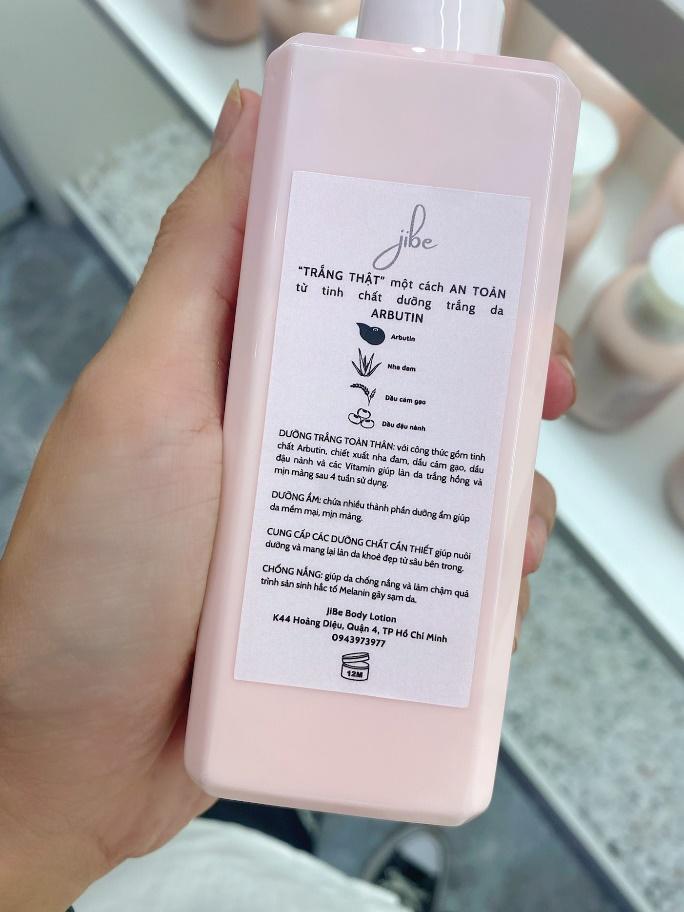 jibe
"TRẮNG THẬT" một cách AN TOÀN
từ tinh chất dưỡng trắng da
ARBUTIN
Arbutin
Nha đam
Dầu cám gạo
Dầu đậu nành
DƯỠNG TRẮNG TOÀN THÂN: với công thức gồm tinh
chất Arbutin, chiết xuất nha đam, dầu cám gạo, dầu
đậu nành và các Vitamin giúp làn da trắng hồng và
mịn màng sau 4 tuần sử dụng.
DƯỠNG ẨM: chứa nhiều thành phần dưỡng ẩm giúp
da mềm mại, mịn màng.
CUNG CẤP CÁC DƯỠNG CHẤT CẦN THIẾT giúp nuôi
dưỡng và mang lại làn da khoẻ đẹp từ sâu bên trong.
CHỐNG NẮNG: giúp da chống nắng và làm chậm quá
trình sản sinh hắc tố Melanin gây sạm da.
JiBe Body Lotion
K44 Hoàng Diệu, Quận 4, TP Hồ Chí Minh
0943973977
12M